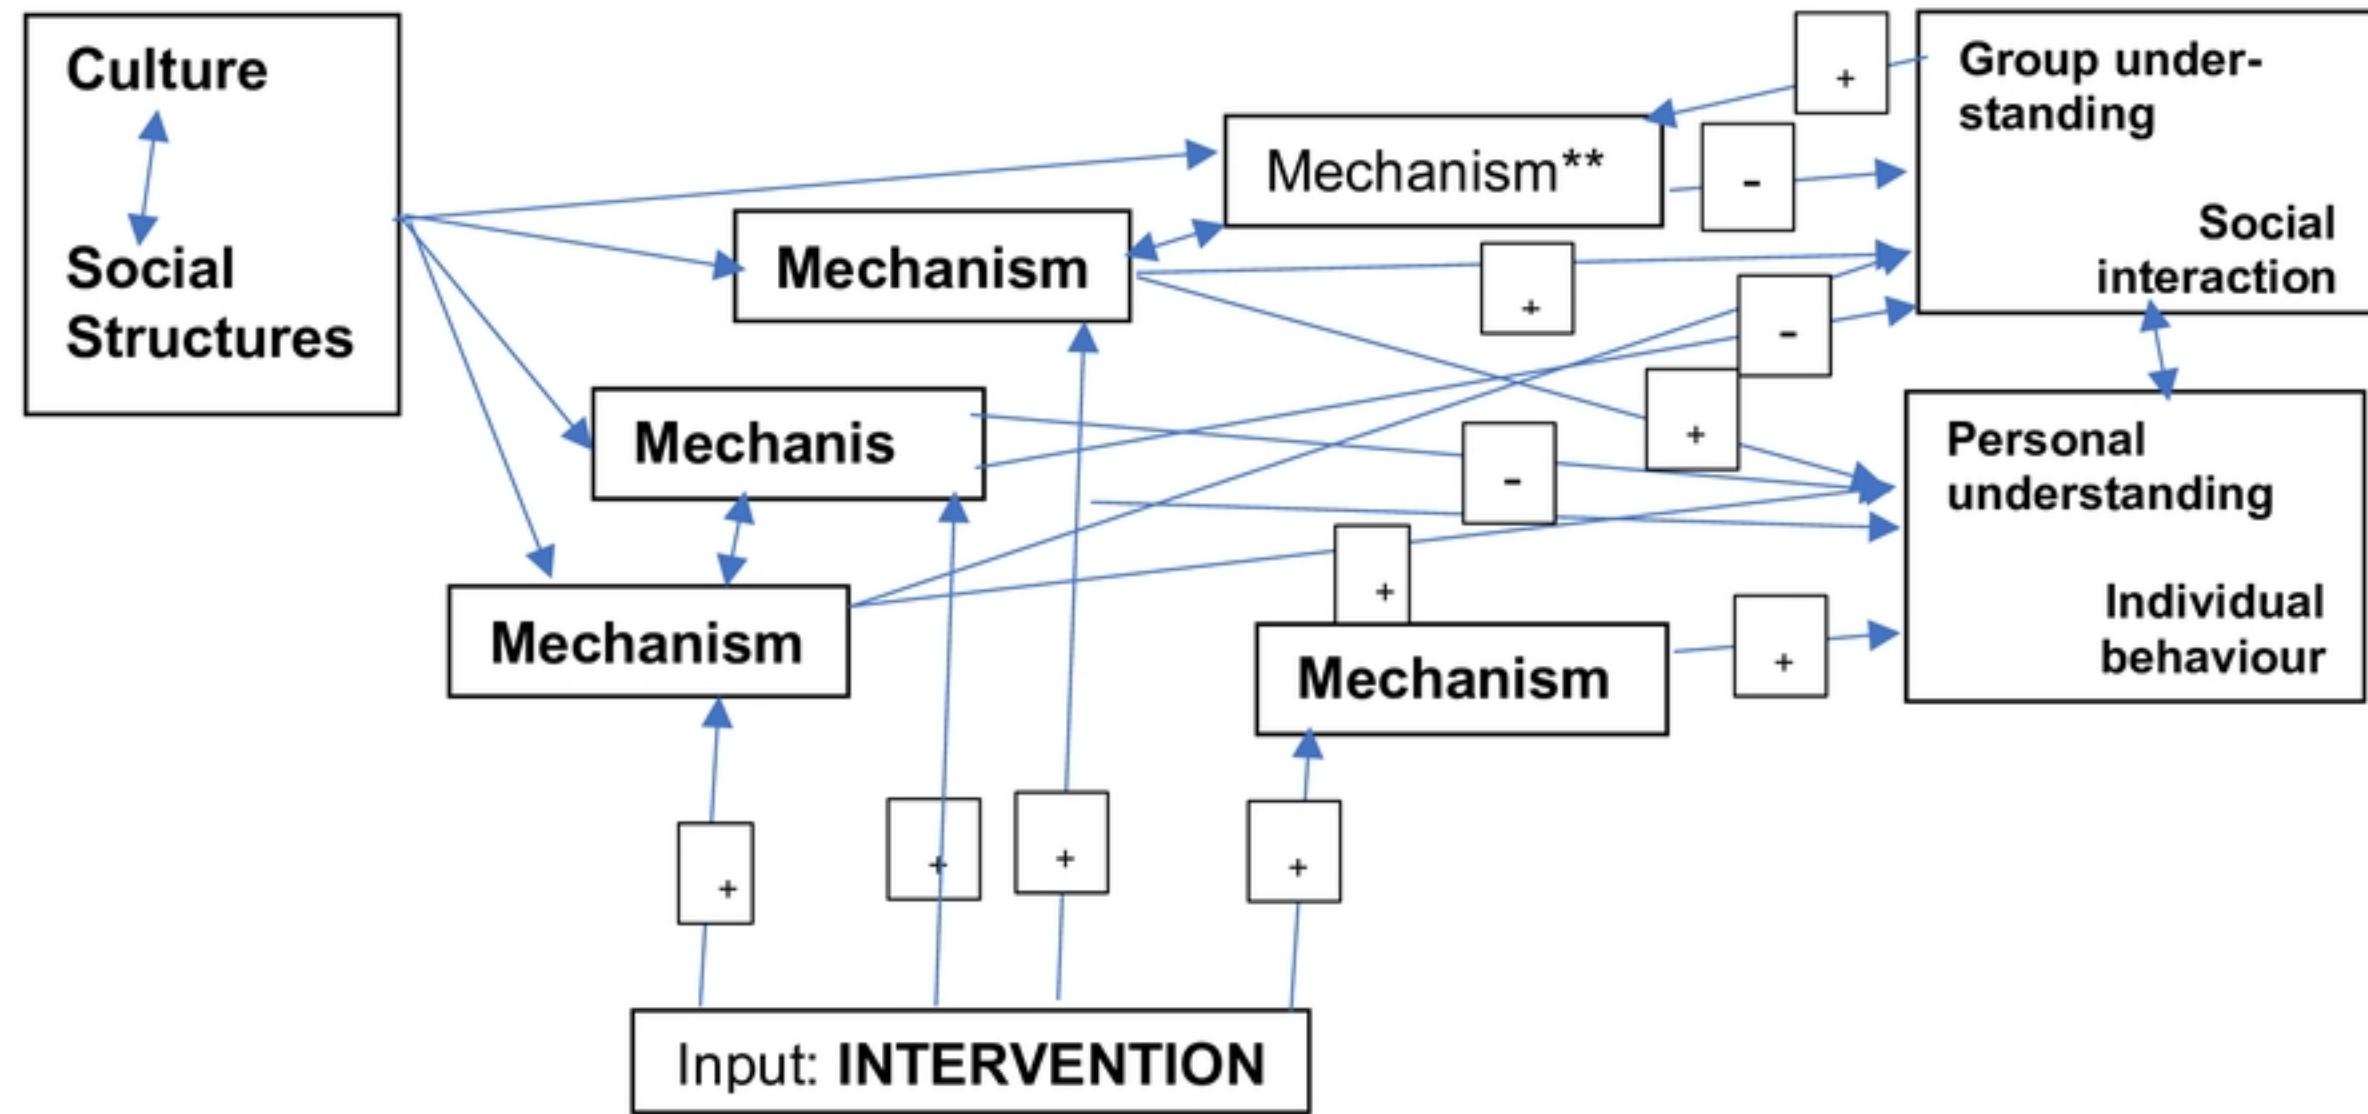 Culture
Social
Structures
Mechanism**
Mechanism
Mechanis
Mechanism
Mechanism
Group under-
standing
Social
interaction
Personal
understanding
Individual
behaviour
+
-
+
-
+
-
+
+
+
+
+
+
Input: INTERVENTION